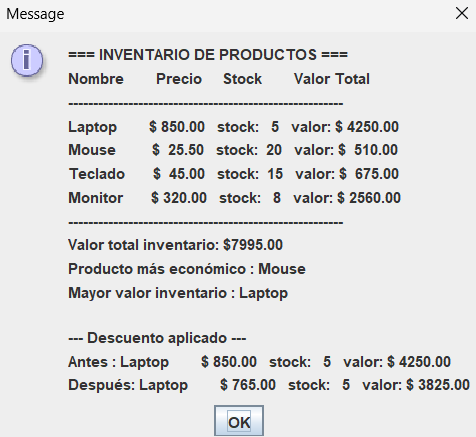 Message
=== INVENTARIO DE PRODUCTOS ===
Nombre Precio Stock Valor Total
-------------------------------------------------------
Laptop $ 850.00 stock: 5 valor: $ 4250.00
Mouse $ 25.50 stock: 20 valor: $ 510.00
Teclado $ 45.00 stock: 15 valor: $ 675.00
Monitor $ 320.00 stock: 8 valor: $ 2560.00
-------------------------------------------------------
Valor total inventario: $7995.00
Producto más económico : Mouse
Mayor valor inventario : Laptop
--- Descuento aplicado ---
Antes : Laptop $ 850.00 stock: 5 valor: $ 4250.00
Después: Laptop $ 765.00 stock: 5 valor: $ 3825.00
OK